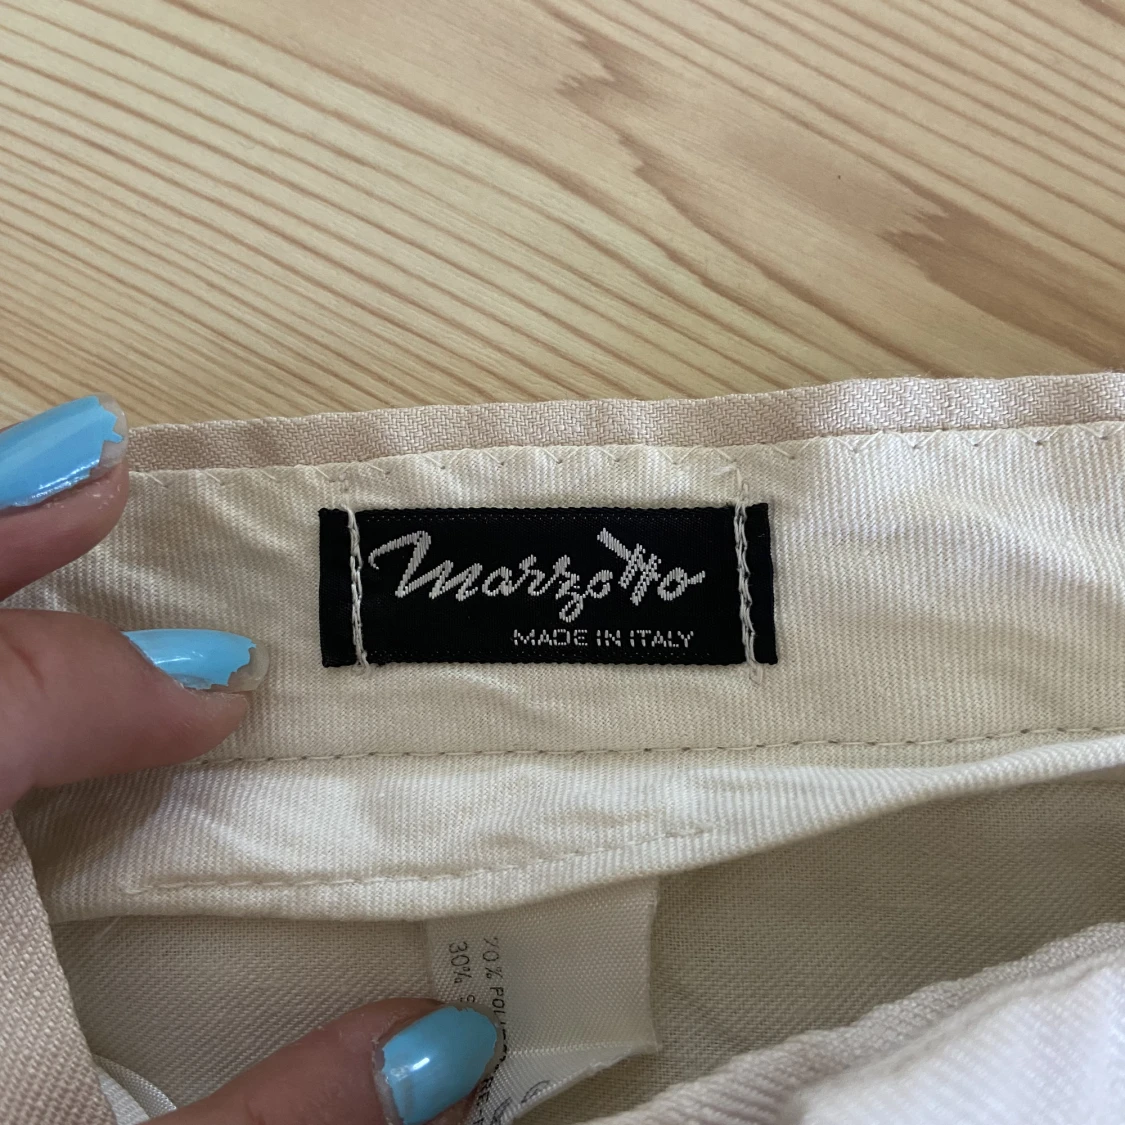 Marzotto
MADE IN ITALY
70% POL
30%